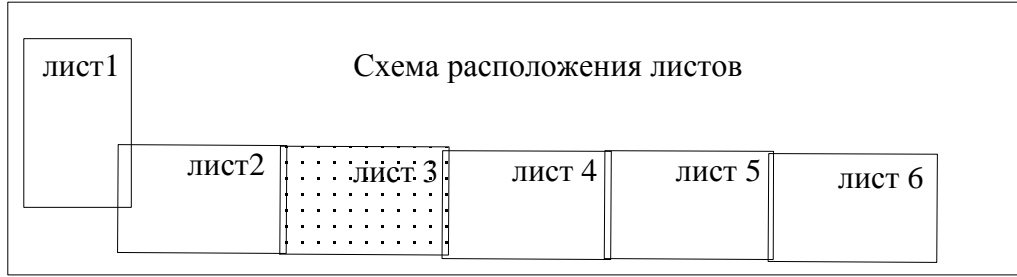 лист1
Схема расположения листов
лист2
лист 3
лист 4
лист 5
лист 6